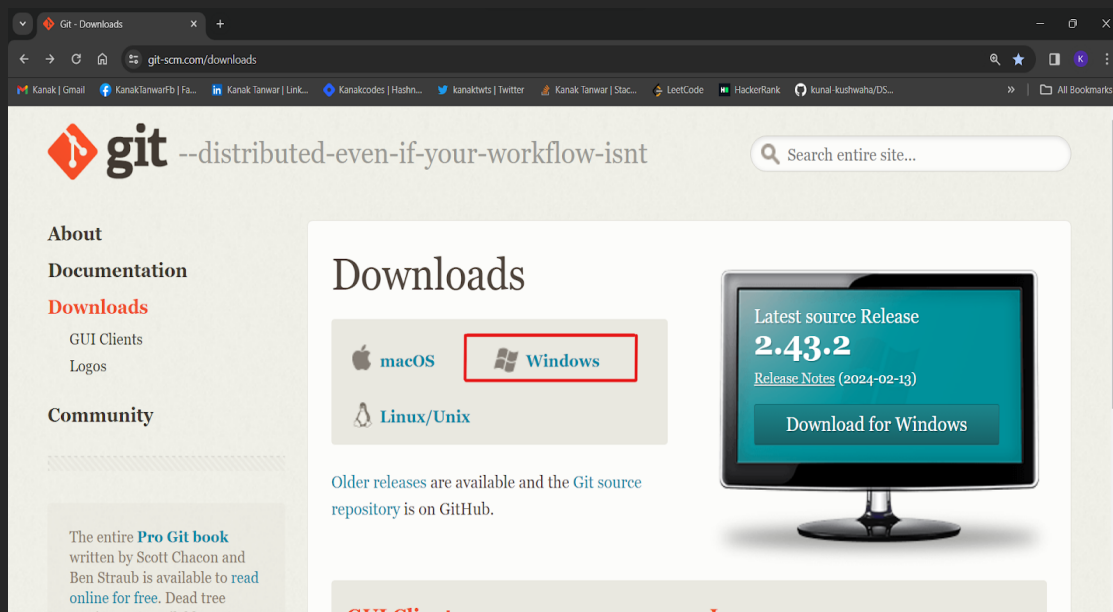 Git - Downloads
git-scm.com/downloads
K
Kanak | Gmail
KanakTanwarFb | Fa...
Kanak Tanwar | Link...
Kanakcodes | Hashn...
kanaktwts | Twitter
Kanak Tanwar | Stac...
LeetCode
HackerRank
kunal-kushwaha/DS...
All Bookmarks
git --distributed-even-if-your-workflow-isnt
Search entire site...
About
Documentation
Downloads
GUI Clients
Logos
Community
The entire Pro Git book
written by Scott Chacon and
Ben Straub is available to read
online for free. Dead tree
Downloads
macOS
Windows
Linux/Unix
Older releases are available and the Git source
repository is on GitHub.
Latest source Release
2.43.2
Release Notes (2024-02-13)
Download for Windows